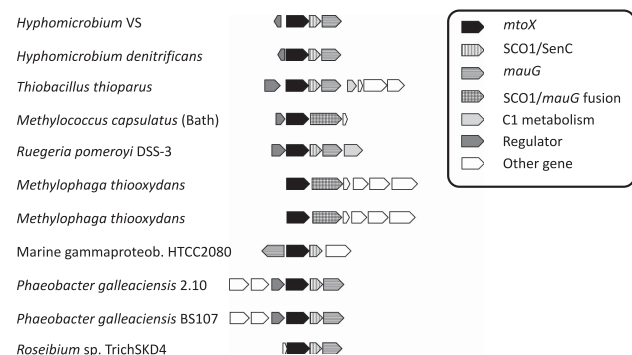 Hyphomicrobium VS
Hyphomicrobium denitrificans
Thiobacillus thioparus
Methylococcus capsulatus (Bath)
Ruegeria pomeroyi DSS-3
Methylophaga thiooxydans
Methylophaga thiooxydans
Marine gammaproteob. HTCC2080
Phaeobacter galleaciensis 2.10
Phaeobacter galleaciensis BS107
Roseibium sp. TrichSKD4
mtoX
SCO1/SenC
mauG
SCO1/mauG fusion
C1 metabolism
Regulator
Other gene